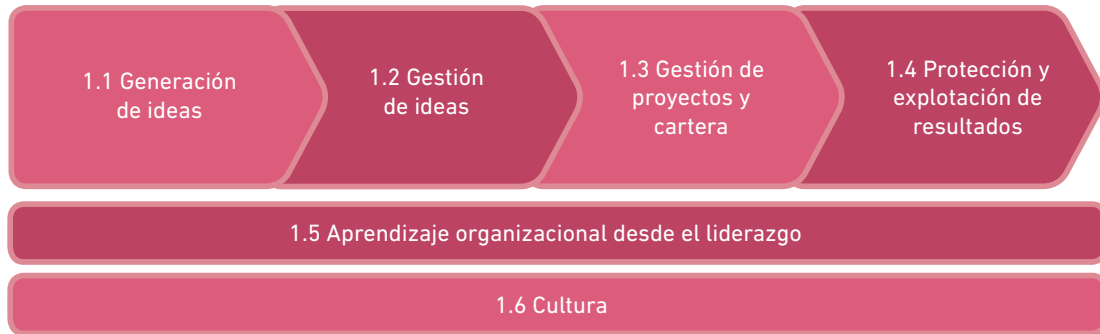 1.1 Generación
de ideas
1.2 Gestión
de ideas
1.3 Gestión de
proyectos y
cartera
1.4 Protección y
explotación de
resultados
1.5 Aprendizaje organizacional desde el liderazgo
1.6 Cultura